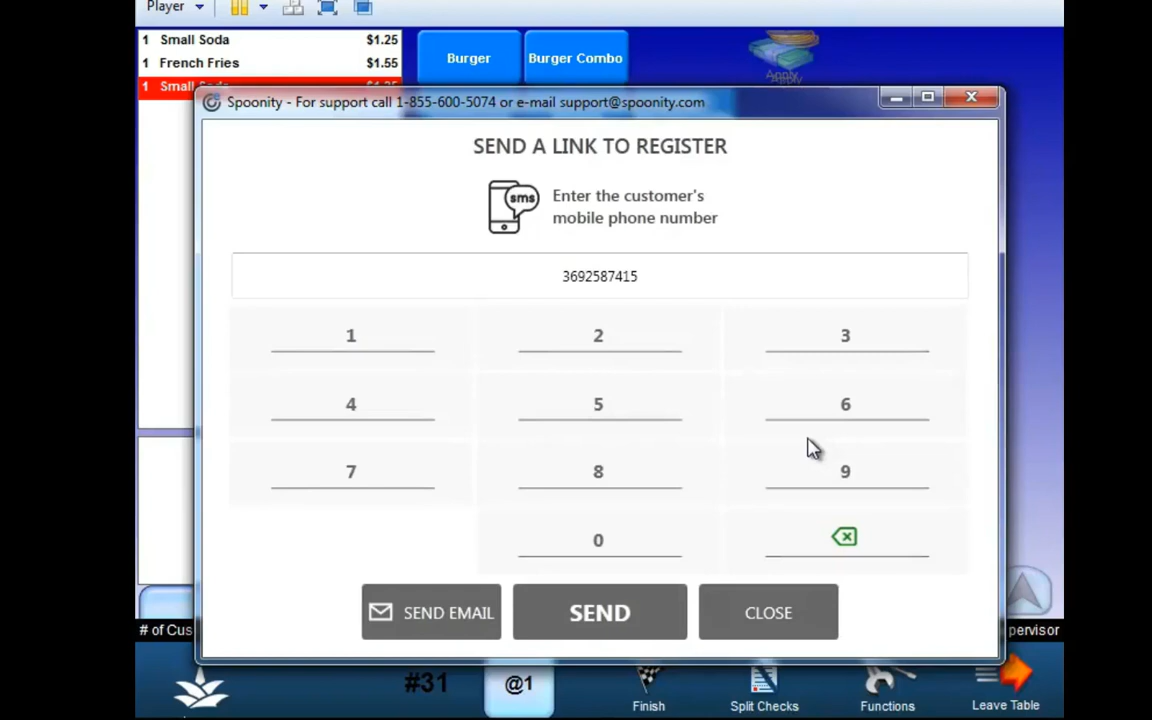 Player
1 Small Soda $1.25
Burger
Burger Combo
1 French Fries $1.55
Apply
1
Spoonity - For support call 1-855-600-5074 or e-mail support@spoonity.com
SEND A LINK TO REGISTER
sms
Enter the customer's
mobile phone number
3692587415
1 2 3
4 5 6
7 8 9
0
SEND EMAIL
SEND
CLOSE
# of Cus
pervisor
#31
@1
Finish
Split Checks
Functions
Leave Table